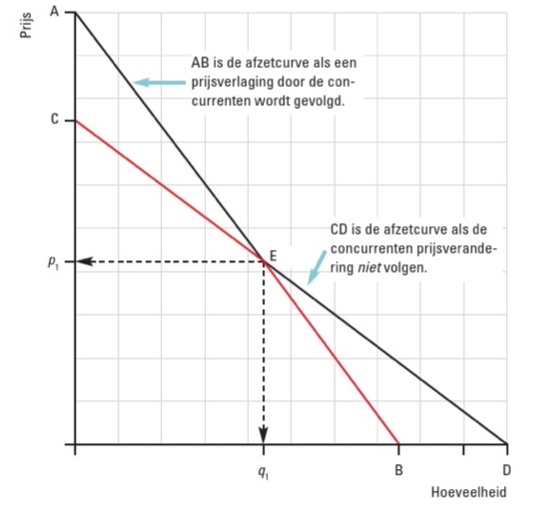 Prijs
A
AB is de afzetcurve als een
prijsverlaging door de con-
currenten wordt gevolgd.
C
CD is de afzetcurve als de
concurrenten prijsverande-
ring niet volgen.
E
p₁
q₁
B
D
Hoeveelheid